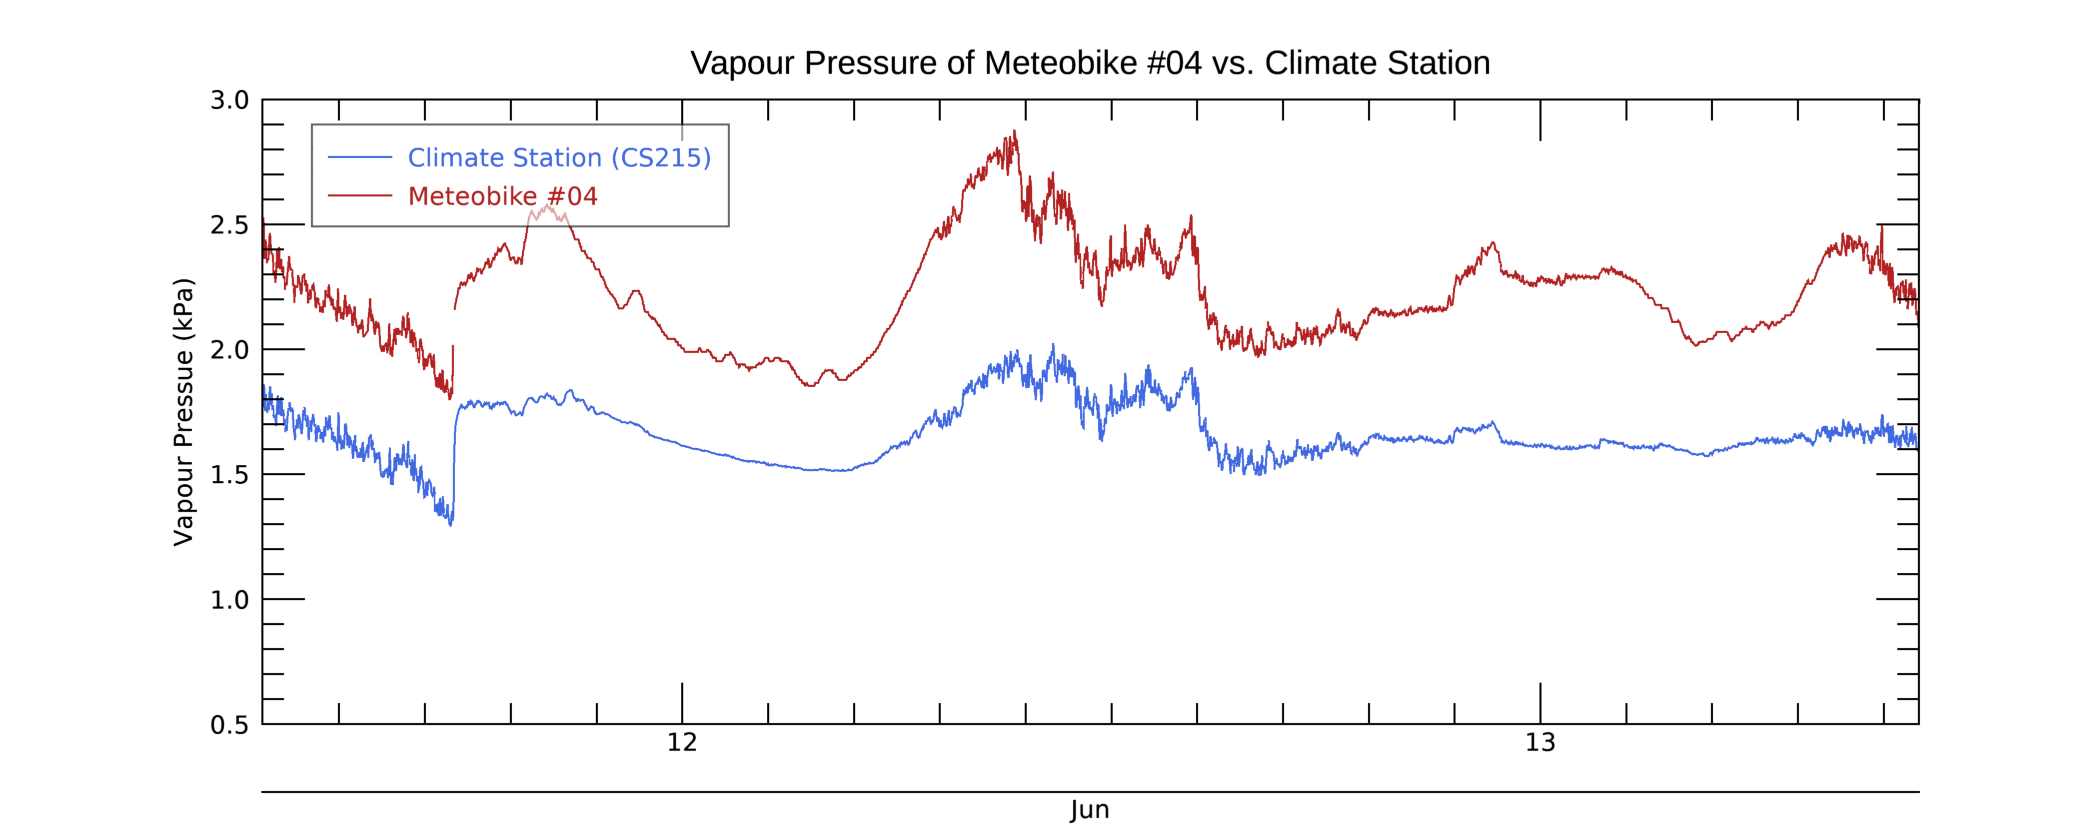 Vapour Pressure of Meteobike #04 vs. Climate Station
3.0
2.5
2.0
1.5
1.0
0.5
Vapour Pressue (kPa)
Climate Station (CS215)
Meteobike #04
12
13
Jun